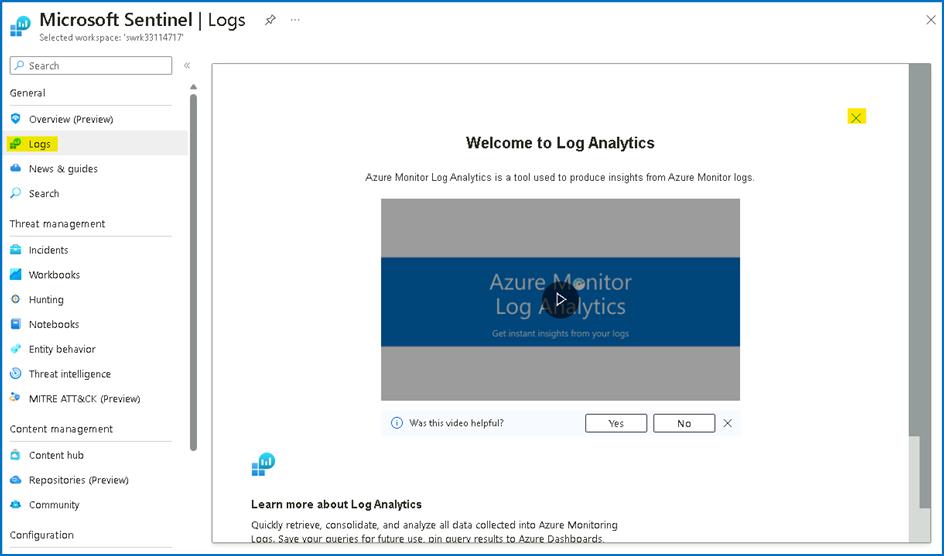 Microsoft Sentinel | Logs
Selected workspace: 'swrk33114717'
Search
General
Overview (Preview)
Logs
News & guides
Search
Threat management
Incidents
Workbooks
Hunting
Notebooks
Entity behavior
Threat intelligence
MITRE ATT&CK (Preview)
Content management
Content hub
Repositories (Preview)
Community
Configuration
Welcome to Log Analytics
Azure Monitor Log Analytics is a tool used to produce insights from Azure Monitor logs.
Azure Monitor
Log Analytics
Get instant insights from your logs
Was this video helpful?
Yes
No
Learn more about Log Analytics
Quickly retrieve, consolidate, and analyze all data collected into Azure Monitoring
Logs. Save your queries for future use, pin query results to Azure Dashboards,